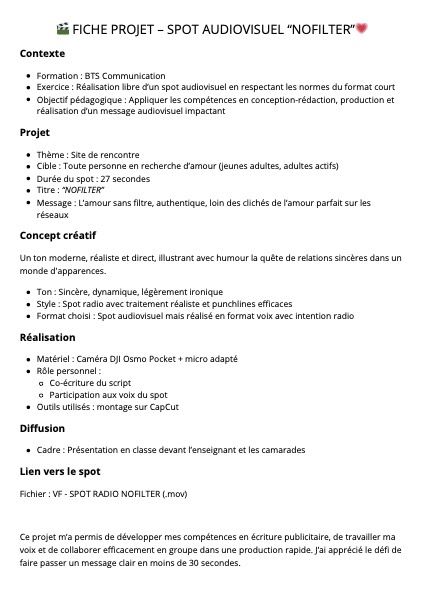 🎬 FICHE PROJET – SPOT AUDIOVISUEL “NOFILTER”💗
Contexte
• Formation : BTS Communication
• Exercice : Réalisation libre d’un spot audiovisuel en respectant les normes du format court
• Objectif pédagogique : Appliquer les compétences en conception-rédaction, production et
réalisation d’un message audiovisuel impactant
Projet
• Thème : Site de rencontre
• Cible : Toute personne en recherche d’amour (jeunes adultes, adultes actifs)
• Durée du spot : 27 secondes
• Titre : “NOFILTER”
• Message : L’amour sans filtre, authentique, loin des clichés de l’amour parfait sur les
réseaux
Concept créatif
Un ton moderne, réaliste et direct, illustrant avec humour la quête de relations sincères dans un
monde d’apparences.
• Ton : Sincère, dynamique, légèrement ironique
• Style : Spot radio avec traitement réaliste et punchlines efficaces
• Format choisi : Spot audiovisuel mais réalisé en format voix avec intention radio
Réalisation
• Matériel : Caméra DJI Osmo Pocket + micro adapté
• Rôle personnel :
o Co-écriture du script
o Participation aux voix du spot
• Outils utilisés : montage sur CapCut
Diffusion
• Cadre : Présentation en classe devant l’enseignant et les camarades
Lien vers le spot
Fichier : VF - SPOT RADIO NOFILTER (.mov)
Ce projet m’a permis de développer mes compétences en écriture publicitaire, de travailler ma
voix et de collaborer efficacement en groupe dans une production rapide. J’ai apprécié le défi de
faire passer un message clair en moins de 30 secondes.